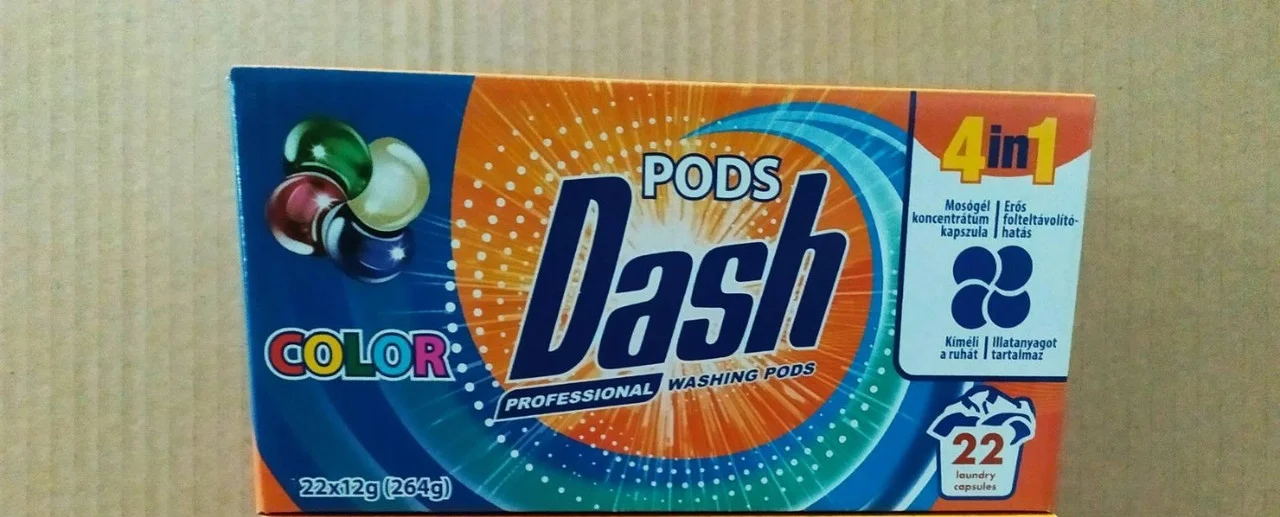 PODS
Dash
PROFESSIONAL WASHING PODS
COLOR
22x12g (264g)
4in1
Mosógél
koncentrátum
kapszula
Erős
folteltávolító-
hatás
Kíméli
a ruhát
Illatanyagot
tartalmaz
22
laundry
capsules